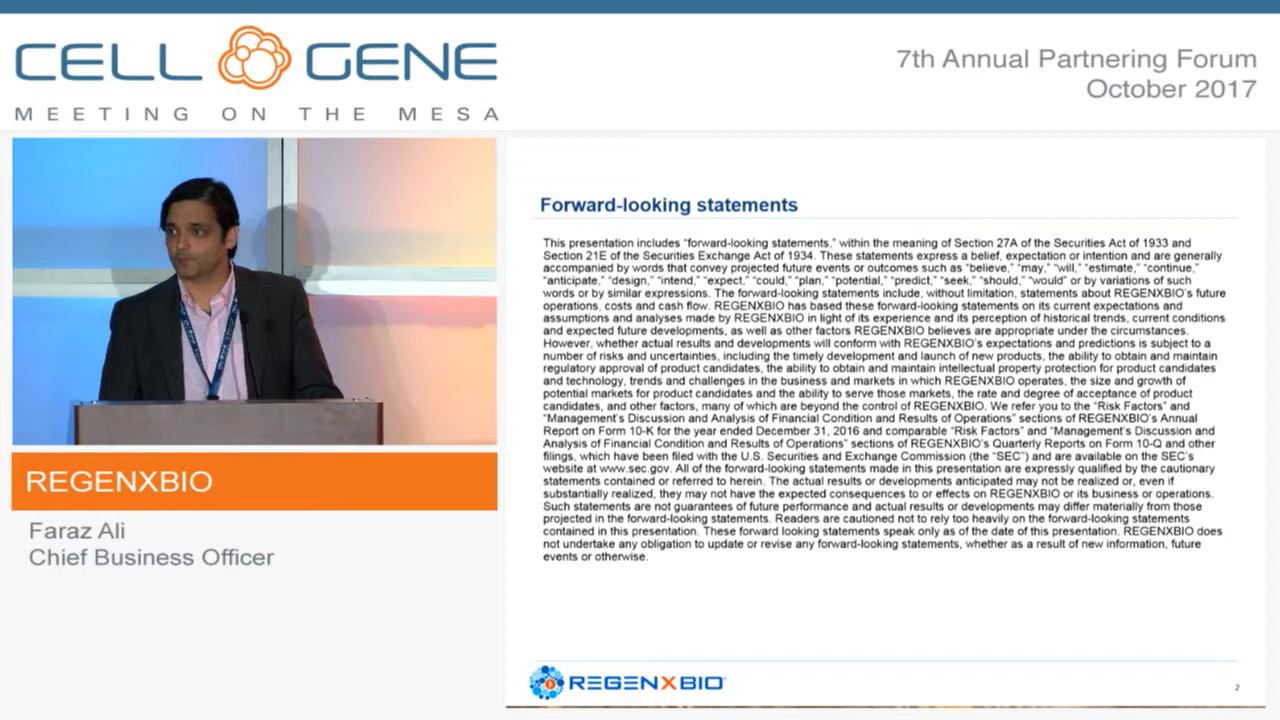 CELL GENE
MEETING ON THE MESA
7th Annual Partnering Forum
October 2017
REGENXBIO
Faraz Ali
Chief Business Officer
Forward-looking statements
This presentation includes "forward-looking statements," within the meaning of Section 27A of the Securities Act of 1933 and
Section 21E of the Securities Exchange Act of 1934. These statements express a belief, expectation or intention and are generally
accompanied by words that convey projected future events or outcomes such as "believe," "may," "will," "estimate," "continue,"
"anticipate," "design," "intend," "expect," "could," "plan," "potential," "predict," "seek," "should," "would" or by variations of such
words or by similar expressions. The forward-looking statements include, without limitation, statements about REGENXBIO's future
operations, costs and cash flow. REGENXBIO has based these forward-looking statements on its current expectations and
assumptions and analyses made by REGENXBIO in light of its experience and its perception of historical trends, current conditions
and expected future developments, as well as other factors REGENXBIO believes are appropriate under the circumstances.
However, whether actual results and developments will conform with REGENXBIO's expectations and predictions is subject to a
number of risks and uncertainties, including the timely development and launch of new products, the ability to obtain and maintain
regulatory approval of product candidates, the ability to obtain and maintain intellectual property protection for product candidates
and technology, trends and challenges in the business and markets in which REGENXBIO operates, the size and growth of
potential markets for product candidates and the ability to serve those markets, the rate and degree of acceptance of product
candidates, and other factors, many of which are beyond the control of REGENXBIO. We refer you to the "Risk Factors" and
"Management's Discussion and Analysis of Financial Condition and Results of Operations" sections of REGENXBIO's Annual
Report on Form 10-K for the year ended December 31, 2016 and comparable "Risk Factors" and "Management's Discussion and
Analysis of Financial Condition and Results of Operations" sections of REGENXBIO's Quarterly Reports on Form 10-Q and other
filings, which have been filed with the U.S. Securities and Exchange Commission (the "SEC") and are available on the SEC's
website at www.sec.gov. All of the forward-looking statements made in this presentation are expressly qualified by the cautionary
statements contained or referred to herein. The actual results or developments anticipated may not be realized or, even if
substantially realized, they may not have the expected consequences to or effects on REGENXBIO or its business or operations.
Such statements are not guarantees of future performance and actual results or developments may differ materially from those
projected in the forward-looking statements. Readers are cautioned not to rely too heavily on the forward-looking statements
contained in this presentation. These forward looking statements speak only as of the date of this presentation. REGENXBIO does
not undertake any obligation to update or revise any forward-looking statements, whether as a result of new information, future
events or otherwise.
REGENXBIO
2